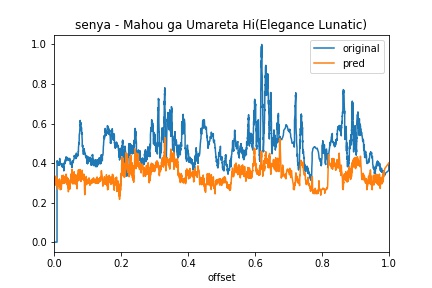 senya - Mahou ga Umareta Hi(Elegance Lunatic)
original
pred
1.0
0.8
0.6
0.4
0.2
0.0
0.0 0.2 0.4 0.6 0.8 1.0
offset